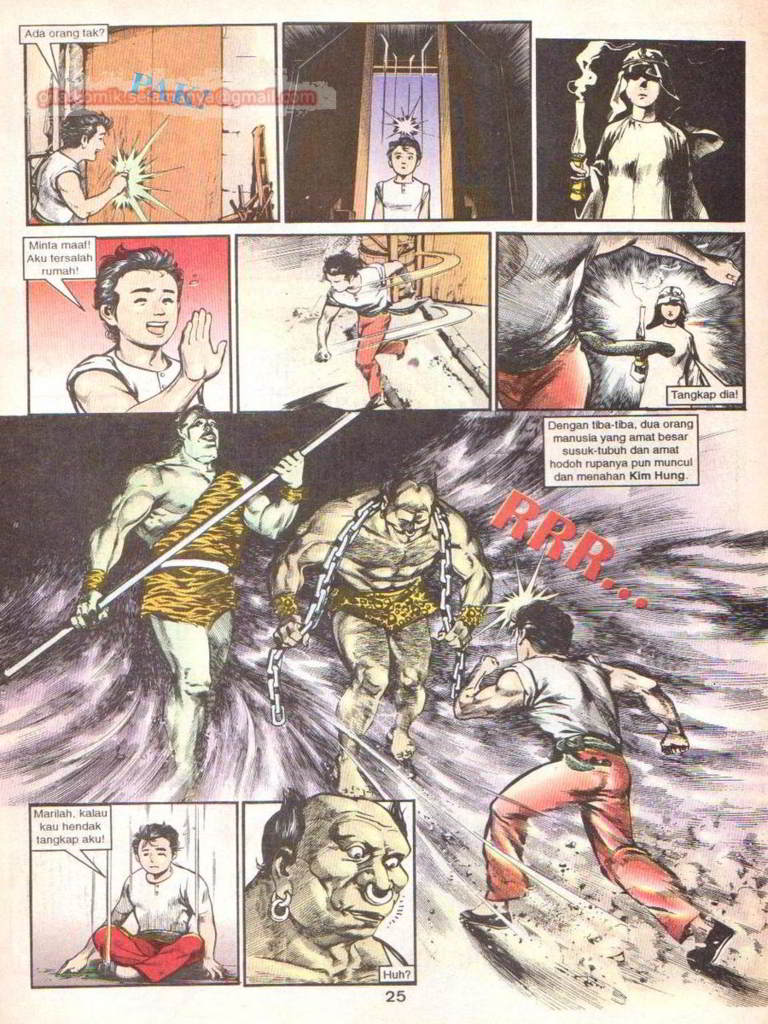 Ada orang tak?
PAK!
Minta maaf!
Aku tersalah
rumah!
Tangkap dia!
Dengan tiba-tiba, dua orang
manusia yang amat besar
susuk-tubuh dan amat
hodoh rupanya pun muncul
dan menahan Kim Hung.
RRR...
Marilah, kalau
kau hendak
tangkap aku!
Huh?
25